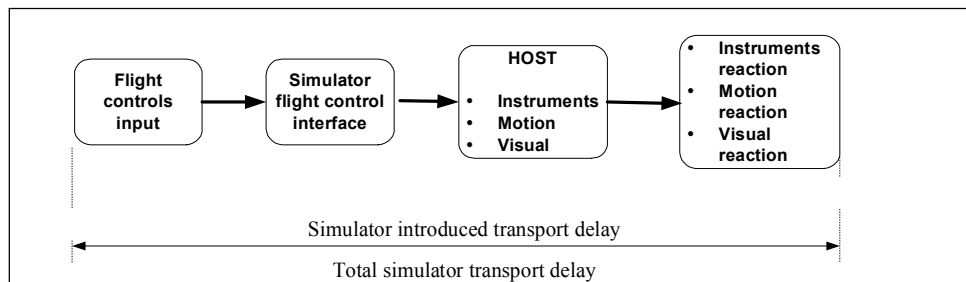 Flight
controls
input
Simulator
flight control
interface
HOST
• Instruments
• Motion
• Visual
• Instruments
reaction
• Motion
reaction
• Visual
reaction
Simulator introduced transport delay
Total simulator transport delay